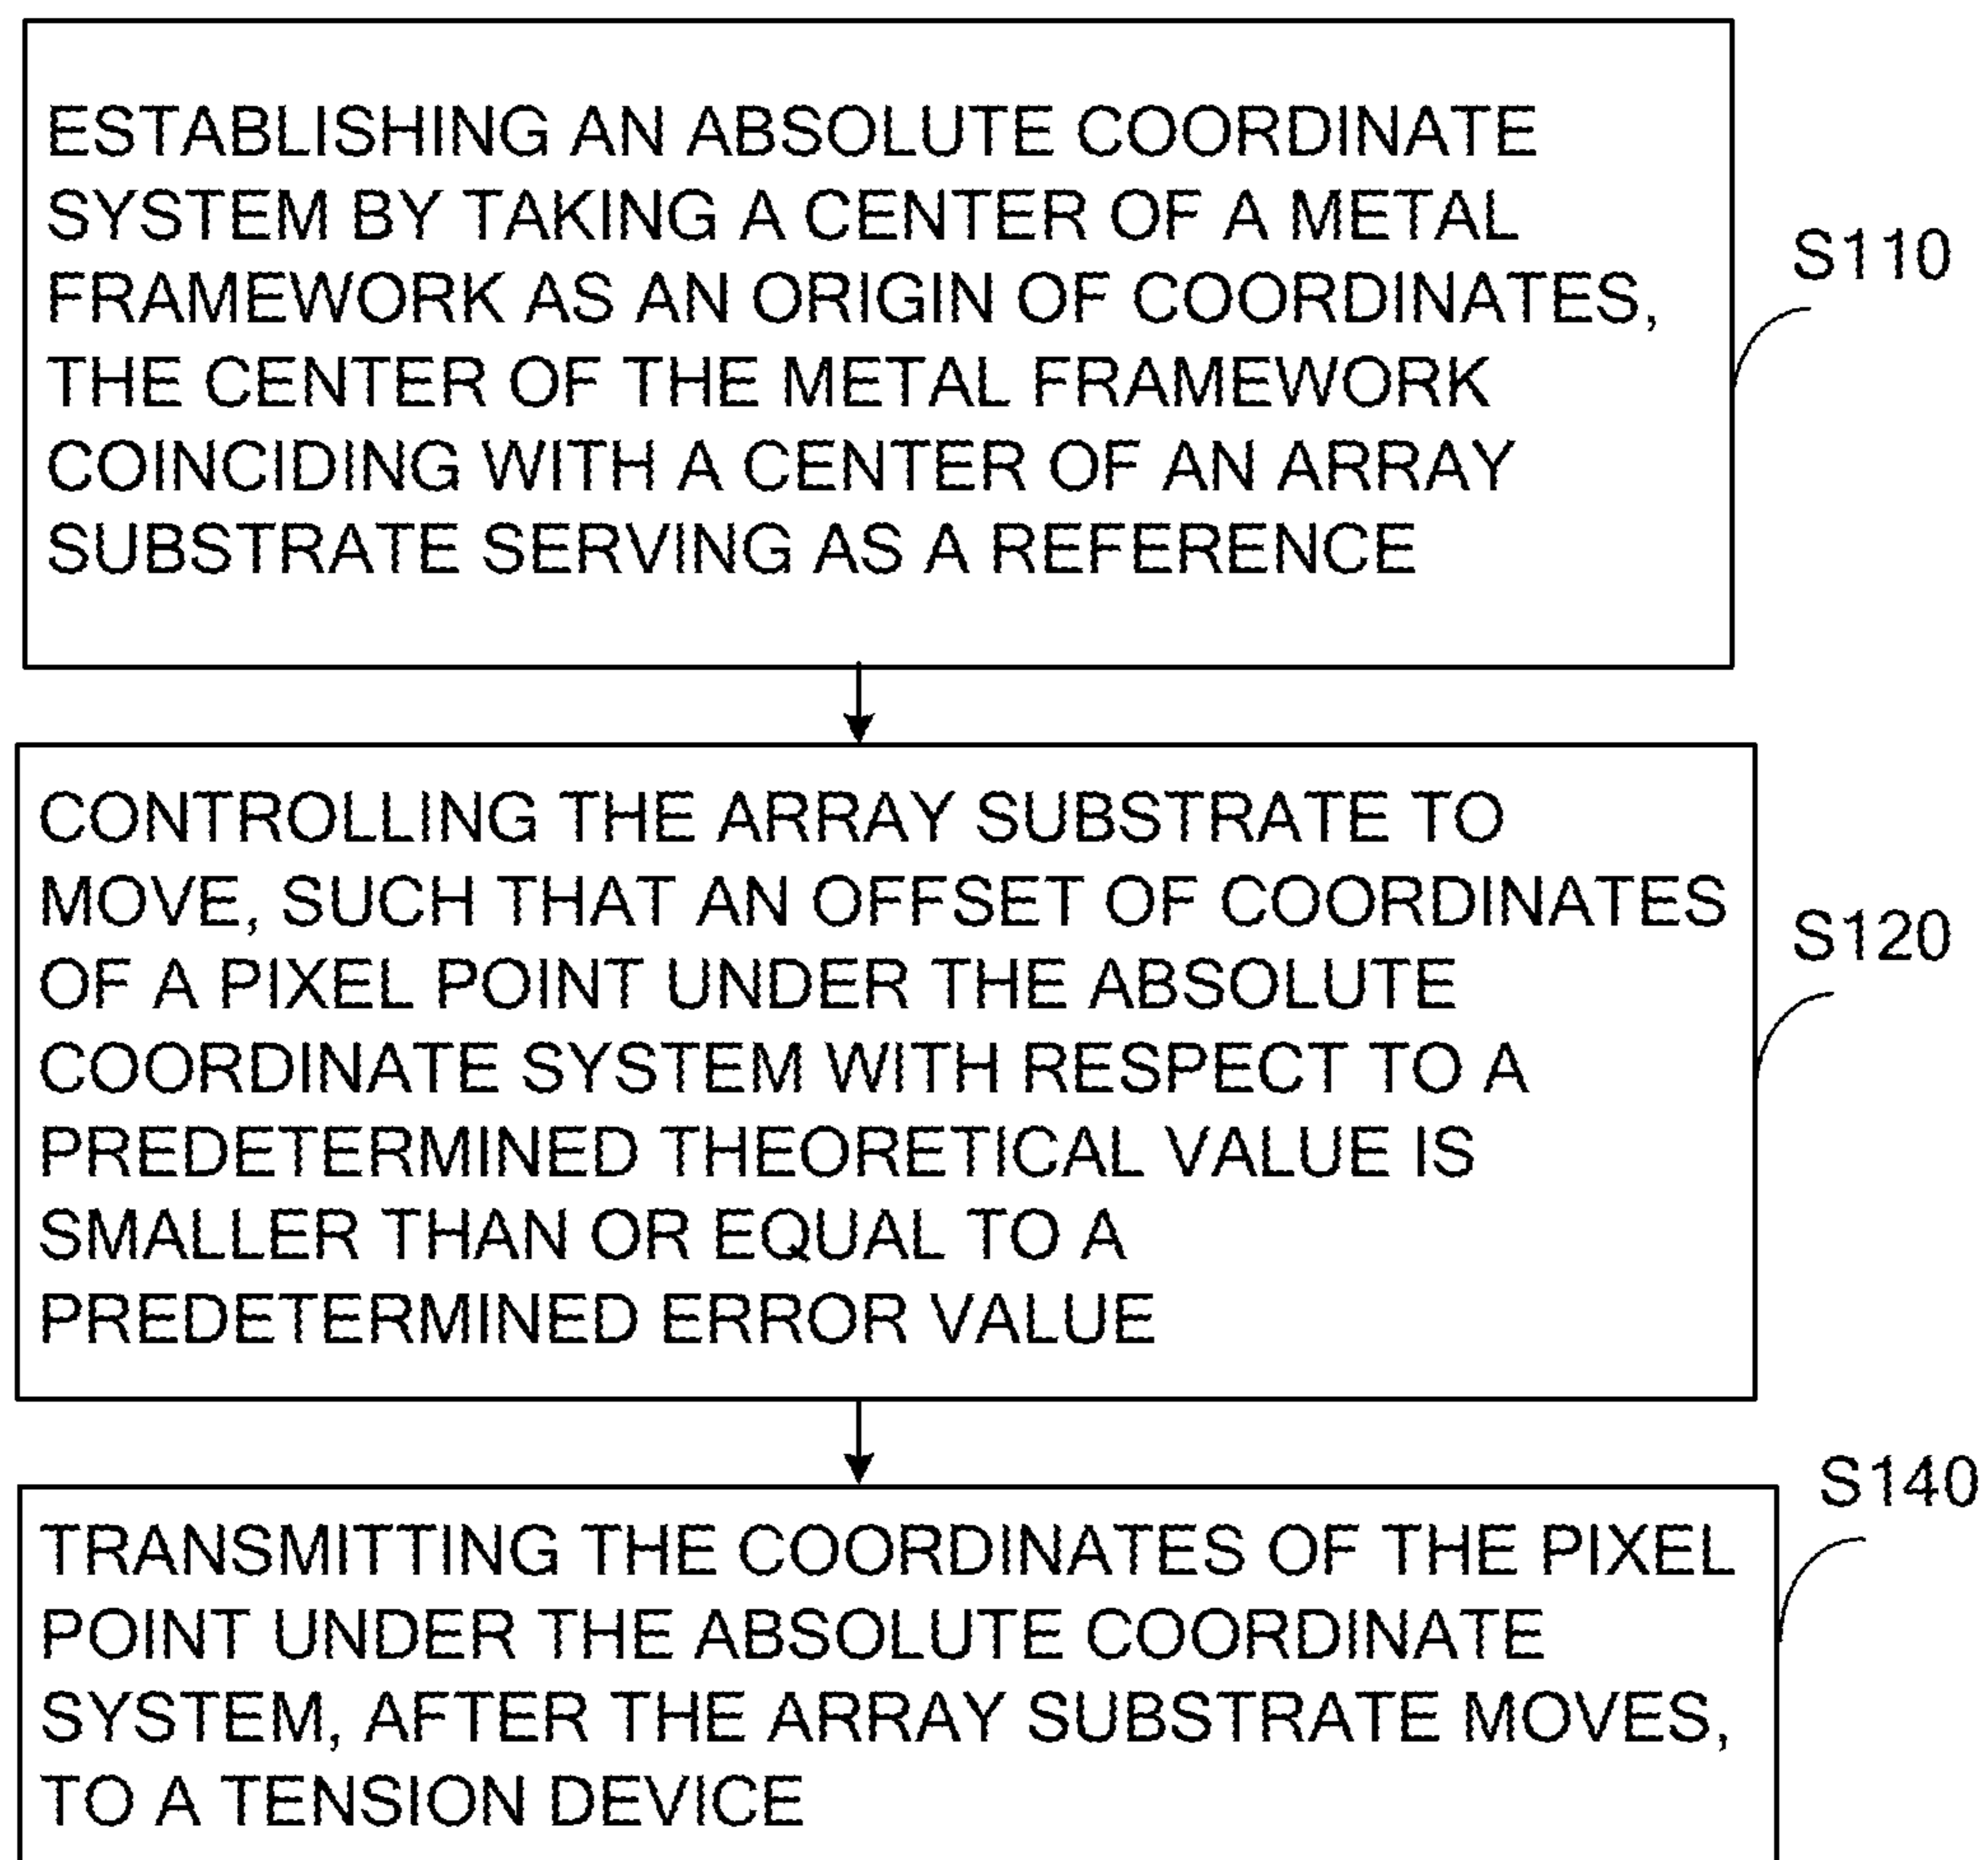 ESTABLISHING AN ABSOLUTE COORDINATE
SYSTEM BY TAKING A CENTER OF A METAL
FRAMEWORK AS AN ORIGIN OF COORDINATES,
THE CENTER OF THE METAL FRAMEWORK
COINCIDING WITH A CENTER OF AN ARRAY
SUBSTRATE SERVING AS A REFERENCE
S110
CONTROLLING THE ARRAY SUBSTRATE TO
MOVE, SUCH THAT AN OFFSET OF COORDINATES
OF A PIXEL POINT UNDER THE ABSOLUTE
COORDINATE SYSTEM WITH RESPECT TO A
PREDETERMINED THEORETICAL VALUE IS
SMALLER THAN OR EQUAL TO A
PREDETERMINED ERROR VALUE
S120
TRANSMITTING THE COORDINATES OF THE PIXEL
POINT UNDER THE ABSOLUTE COORDINATE
SYSTEM, AFTER THE ARRAY SUBSTRATE MOVES,
TO A TENSION DEVICE
S140